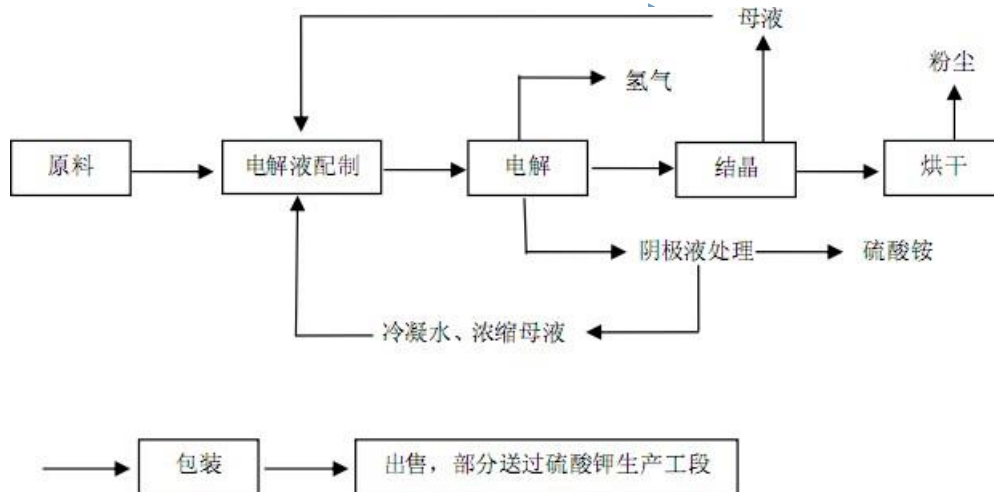 母液
氢气
粉尘
原料
电解液配制
电解
结晶
烘干
阴极液处理
硫酸铵
冷凝水、浓缩母液
包装
出售，部分送过硫酸钾生产工段